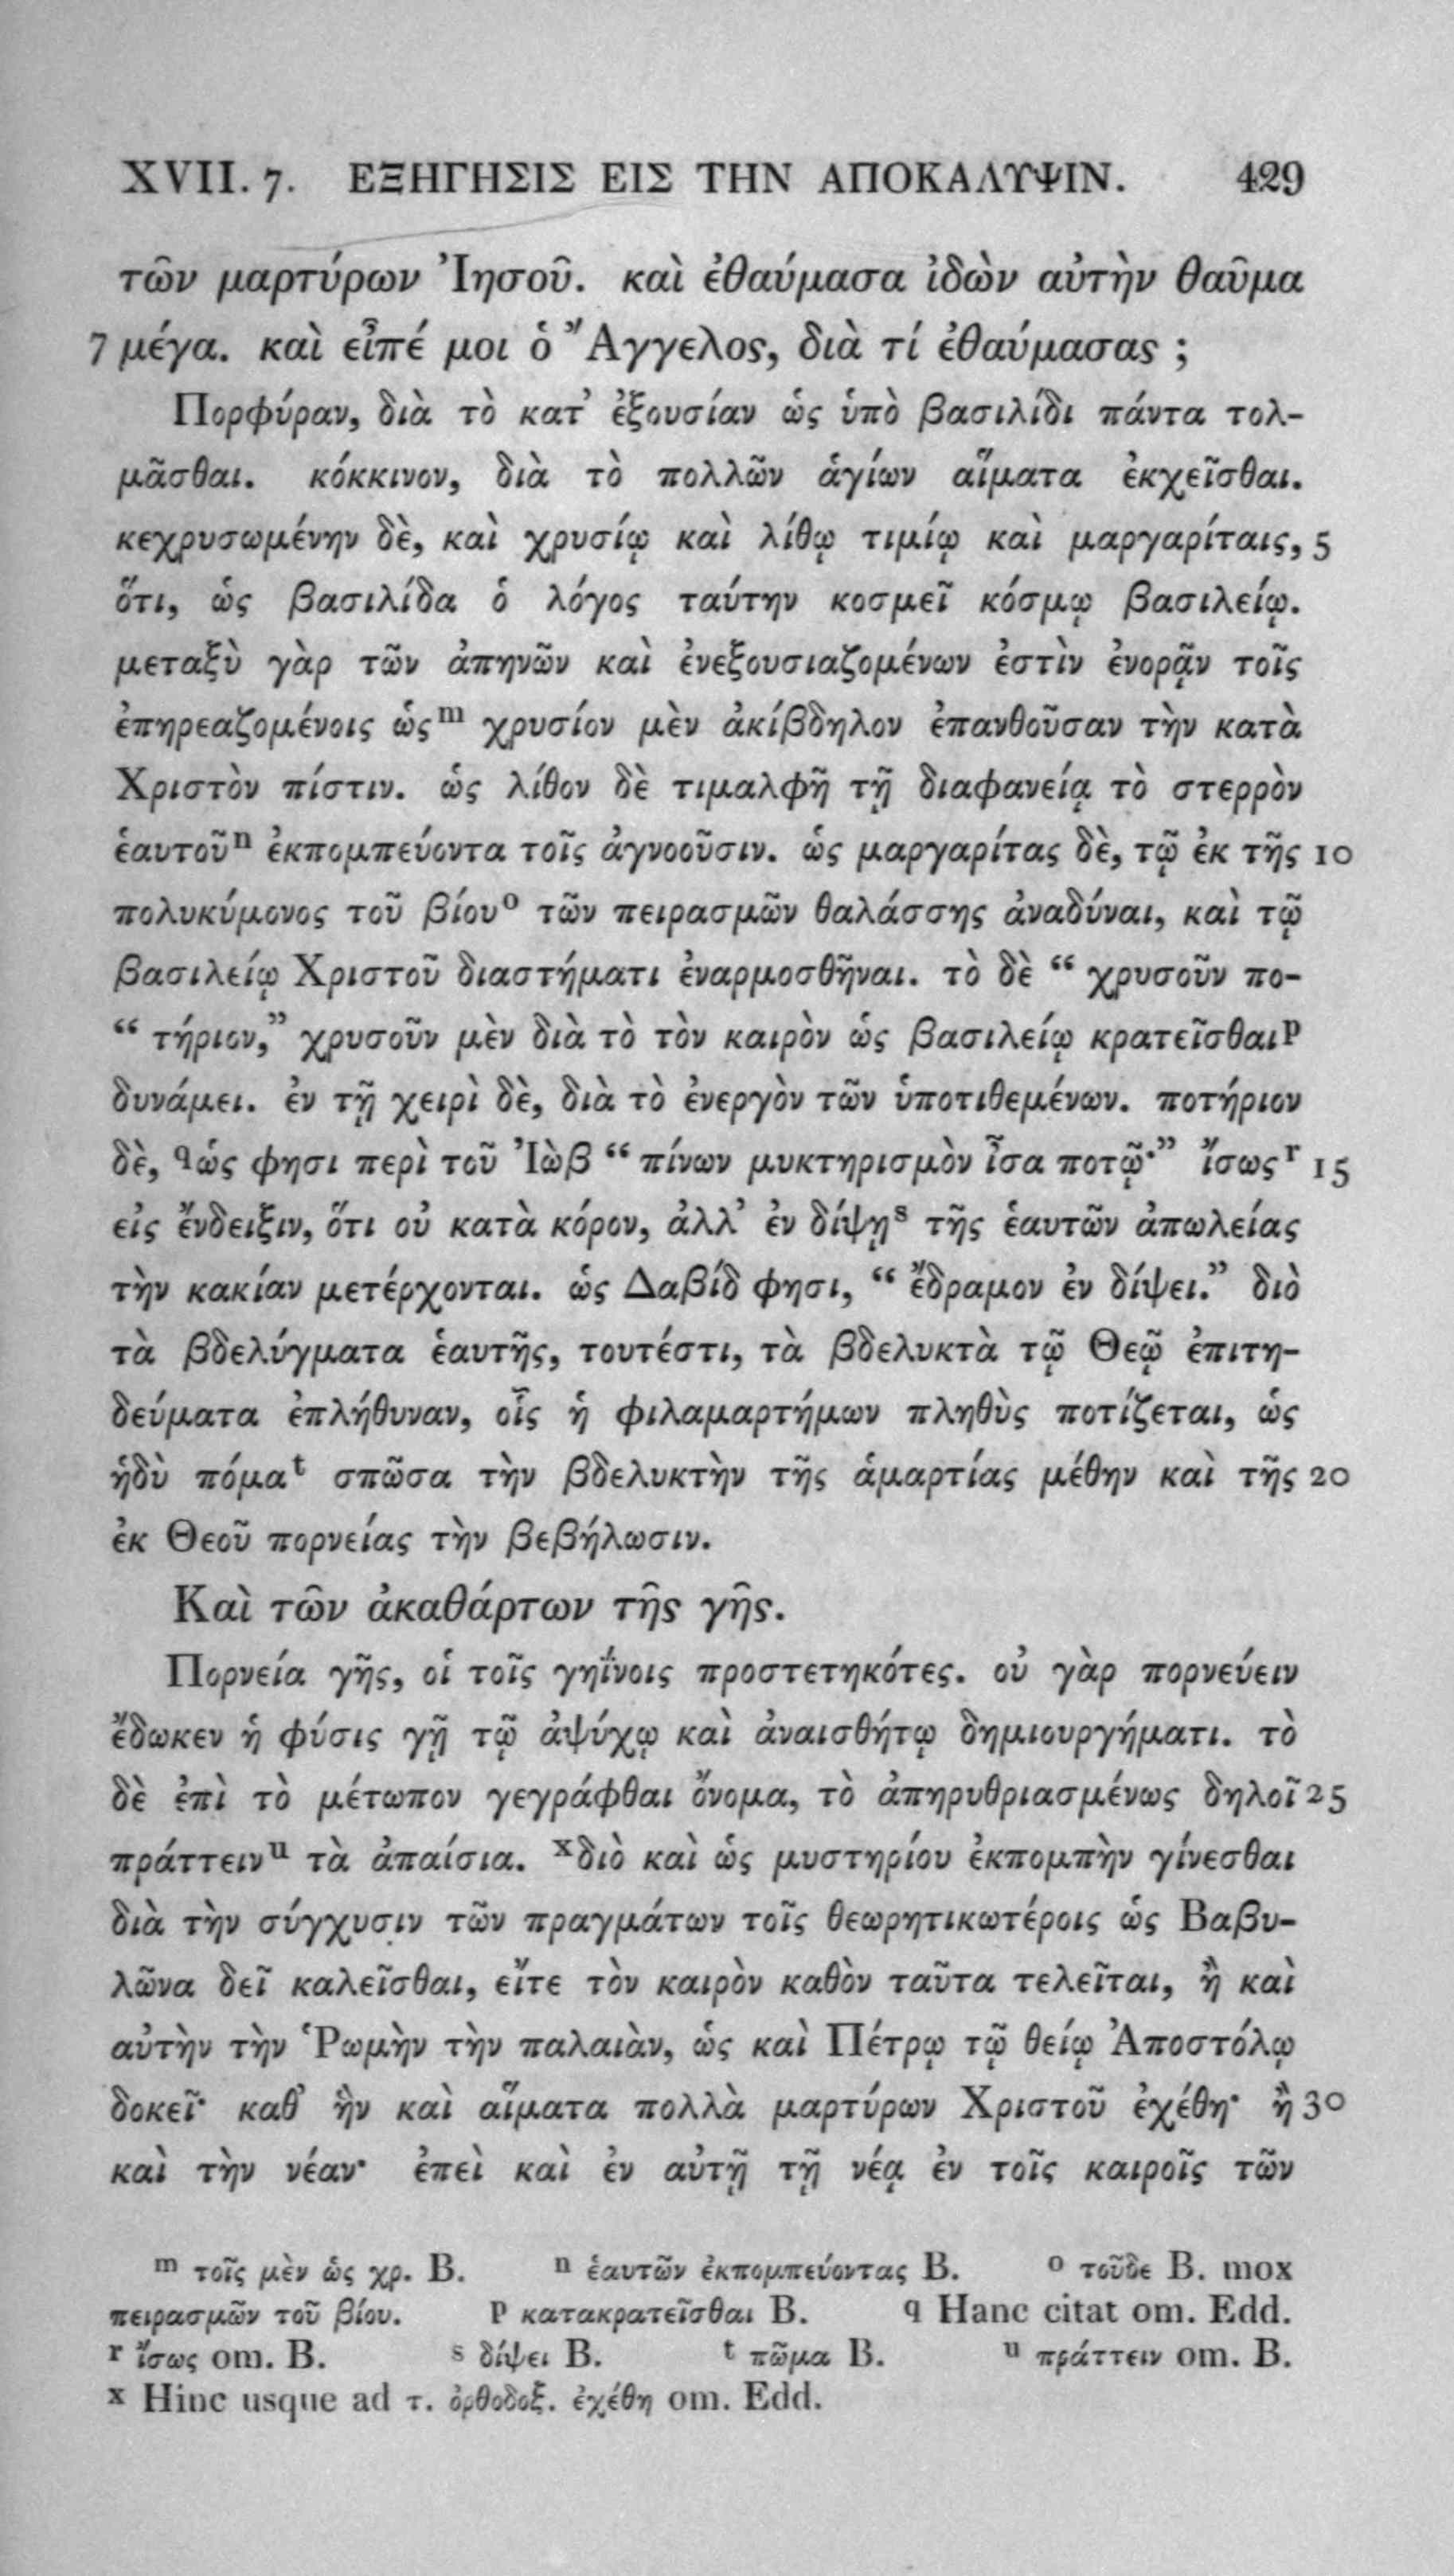 XVII. 7. ΕΞΗΓΗΣΙΣ ΕΙΣ ΤΗΝ ΑΠΟΚΑΛΥΨΙΝ. 429
τῶν μαρτύρων Ἰησοῦ. καὶ ἐθαύμασα ἰδὼν αὐτὴν θαῦμα
7 μέγα. καὶ εἶπέ μοι ὁ Ἄγγελος, διὰ τί ἐθαύμασας ;
Πορφύραν, διὰ τὸ κατ’ ἐξουσίαν ὡς ὑπὸ βασιλίδι πάντα τολ-
μᾶσθαι. κόκκινον, διὰ τὸ πολλῶν ἁγίων αἵματα ἐκχεῖσθαι.
κεχρυσωμένην δὲ, καὶ χρυσίῳ καὶ λίθῳ τιμίῳ καὶ μαργαρίταις, 5
ὅτι, ὡς βασιλίδα ὁ λόγος ταύτην κοσμεῖ κόσμῳ βασιλείῳ.
μεταξὺ γὰρ τῶν ἀπηνῶν καὶ ἐνεξουσιαζομένων ἐστὶν ἐνορᾷν τοῖς
ἐπηρεαζομένοις ὡς m χρυσίον μὲν ἀκίβδηλον ἐπανθοῦσαν τὴν κατὰ
Χριστὸν πίστιν. ὡς λίθον δὲ τιμαλφῆ τῇ διαφανείᾳ τὸ στερρὸν
ἑαυτοῦ n ἐκπομπεύοντα τοῖς ἀγνοοῦσιν. ὡς μαργαρίτας δὲ, τῷ ἐκ τῆς 10
πολυκύμονος τοῦ βίου o τῶν πειρασμῶν θαλάσσης ἀναδύναι, καὶ τῷ
βασιλείῳ Χριστοῦ διαστήματι ἐναρμοσθῆναι. τὸ δὲ “ χρυσοῦν πο-
“ τήριον,” χρυσοῦν μὲν διὰ τὸ τὸν καιρὸν ὡς βασιλείῳ κρατεῖσθαι p
δυνάμει. ἐν τῇ χειρὶ δὲ, διὰ τὸ ἐνεργὸν τῶν ὑποτιθεμένων. ποτήριον
δὲ, q ὡς φησι περὶ τοῦ Ἰὼβ “ πίνων μυκτηρισμὸν ἶσα ποτῷ·” ἴσως r 15
εἰς ἔνδειξιν, ὅτι οὐ κατὰ κόρον, ἀλλ’ ἐν δίψῃ s τῆς ἑαυτῶν ἀπωλείας
τὴν κακίαν μετέρχονται. ὡς Δαβίδ φησι, “ ἔδραμον ἐν δίψει.” διὸ
τὰ βδελύγματα ἑαυτῆς, τουτέστι, τὰ βδελυκτὰ τῷ Θεῷ ἐπιτη-
δεύματα ἐπλήθυναν, οἷς ἡ φιλαμαρτήμων πληθὺς ποτίζεται, ὡς
ἡδὺ πόμα t σπῶσα τὴν βδελυκτὴν τῆς ἁμαρτίας μέθην καὶ τῆς 20
ἐκ Θεοῦ πορνείας τὴν βεβήλωσιν.
Καὶ τῶν ἀκαθάρτων τῆς γῆς.
Πορνεία γῆς, οἱ τοῖς γηΐνοις προστετηκότες. οὐ γὰρ πορνεύειν
ἔδωκεν ἡ φύσις γῇ τῷ ἀψύχῳ καὶ ἀναισθήτῳ δημιουργήματι. τὸ
δὲ ἐπὶ τὸ μέτωπον γεγράφθαι ὄνομα, τὸ ἀπηρυθριασμένως δηλοῖ 25
πράττειν u τὰ ἀπαίσια. x διὸ καὶ ὡς μυστηρίου ἐκπομπὴν γίνεσθαι
διὰ τὴν σύγχυσιν τῶν πραγμάτων τοῖς θεωρητικωτέροις ὡς Βαβυ-
λῶνα δεῖ καλεῖσθαι, εἴτε τὸν καιρὸν καθὸν ταῦτα τελεῖται, ἢ καὶ
αὐτὴν τὴν Ῥωμὴν τὴν παλαιὰν, ὡς καὶ Πέτρῳ τῷ θείῳ Ἀποστόλῳ
δοκεῖ· καθ’ ἣν καὶ αἵματα πολλὰ μαρτύρων Χριστοῦ ἐχέθη· ἢ 30
καὶ τὴν νέαν· ἐπεὶ καὶ ἐν αὐτῇ τῇ νέᾳ ἐν τοῖς καιροῖς τῶν
m τοῖς μὲν ὡς χρ. B. n ἑαυτῶν ἐκπομπεύοντας B. o τοῦδε B. mox
πειρασμῶν τοῦ βίου. p κατακρατεῖσθαι B. q Hanc citat om. Edd.
r ἴσως om. B. s δίψει B. t πῶμα B. u πράττειν om. B.
x Hinc usque ad τ. ὀρθοδοξ. ἐχέθη om. Edd.